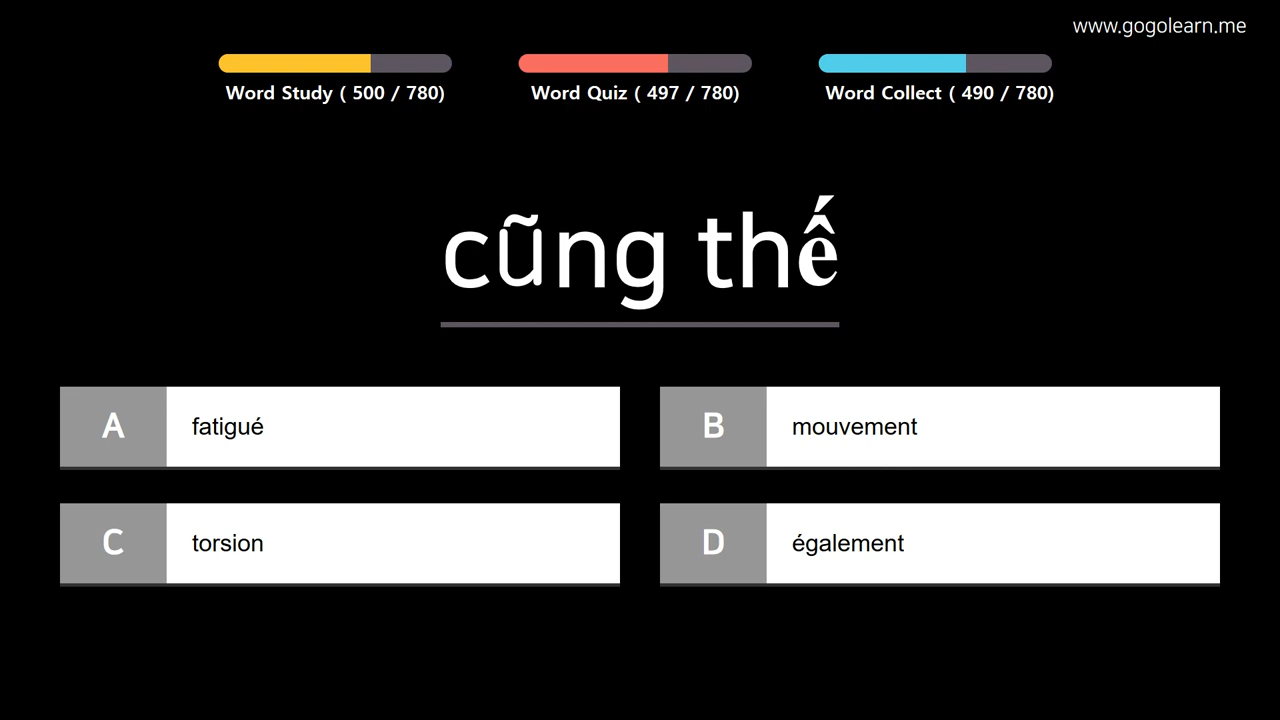 www.gogolearn.me
Word Study ( 500 / 780)
Word Quiz ( 497 / 780)
Word Collect ( 490 / 780)
cũng thế
A fatigué
B mouvement
C torsion
D également